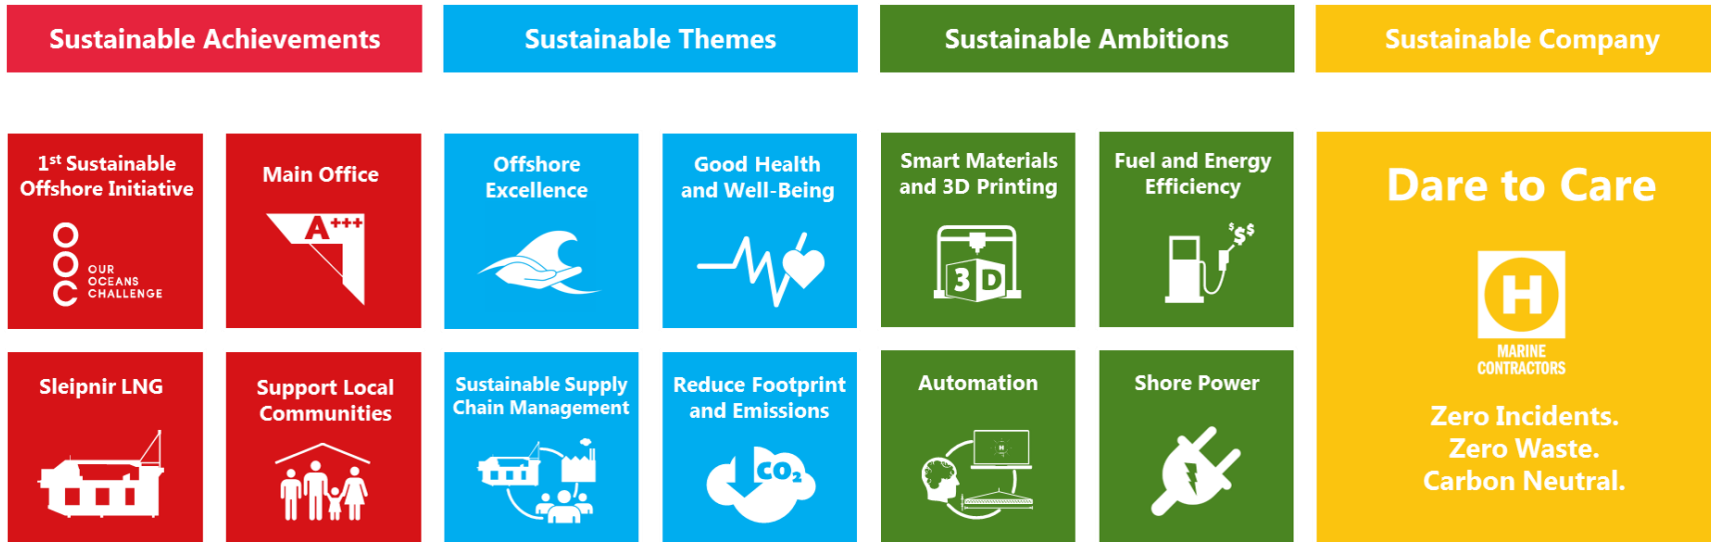 Sustainable Achievements
Sustainable Themes
Sustainable Ambitions
Sustainable Company
1st Sustainable
Offshore Initiative
O
O
C
OUR
OCEANS
CHALLENGE
Main Office
A+++
Offshore
Excellence
Good Health
and Well-Being
Smart Materials
and 3D Printing
3D
Fuel and Energy
Efficiency
$$$
Dare to Care
H
MARINE
CONTRACTORS
Zero Incidents.
Zero Waste.
Carbon Neutral.
Sleipnir LNG
Support Local
Communities
Sustainable Supply
Chain Management
Reduce Footprint
and Emissions
CO2
Automation
Shore Power